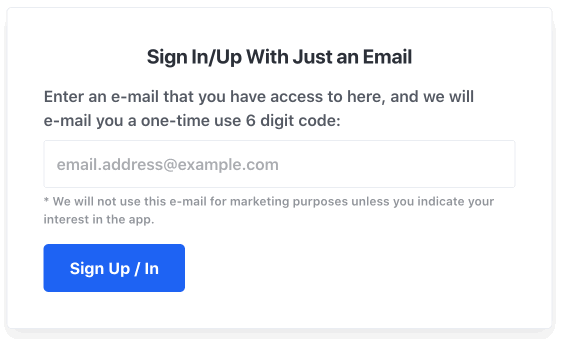 Sign In/Up With Just an Email
Enter an e-mail that you have access to here, and we will
e-mail you a one-time use 6 digit code:
email.address@example.com
* We will not use this e-mail for marketing purposes unless you indicate your
interest in the app.
Sign Up / In